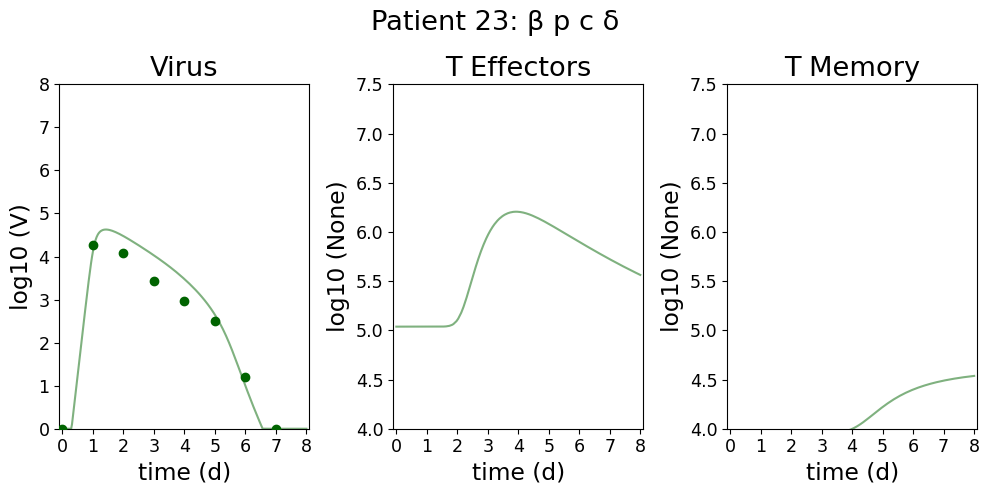 Patient 23: β p c δ
Virus
T Effectors
T Memory
log10 (V)
8
7
6
5
4
3
2
1
0
0 1 2 3 4 5 6 7 8
time (d)
log10 (None)
7.5
7.0
6.5
6.0
5.5
5.0
4.5
4.0
0 1 2 3 4 5 6 7 8
time (d)
log10 (None)
7.5
7.0
6.5
6.0
5.5
5.0
4.5
4.0
0 1 2 3 4 5 6 7 8
time (d)